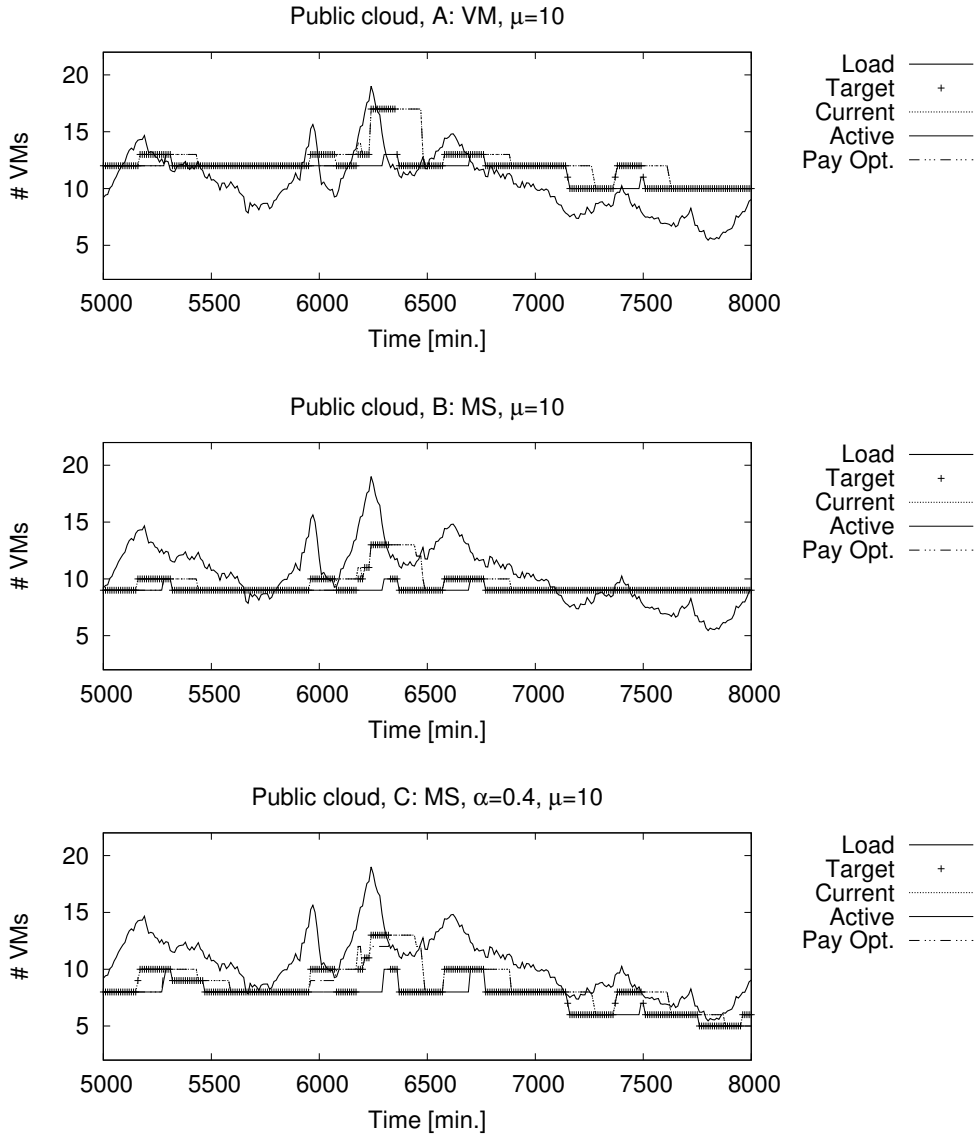 Public cloud, A: VM, μ=10
# VMs
20
15
10
5
5000 5500 6000 6500 7000 7500 8000
Time [min.]
Load
Target
Current
Active
Pay Opt.
Public cloud, B: MS, μ=10
# VMs
20
15
10
5
5000 5500 6000 6500 7000 7500 8000
Time [min.]
Load
Target
Current
Active
Pay Opt.
Public cloud, C: MS, α=0.4, μ=10
# VMs
20
15
10
5
5000 5500 6000 6500 7000 7500 8000
Time [min.]
Load
Target
Current
Active
Pay Opt.